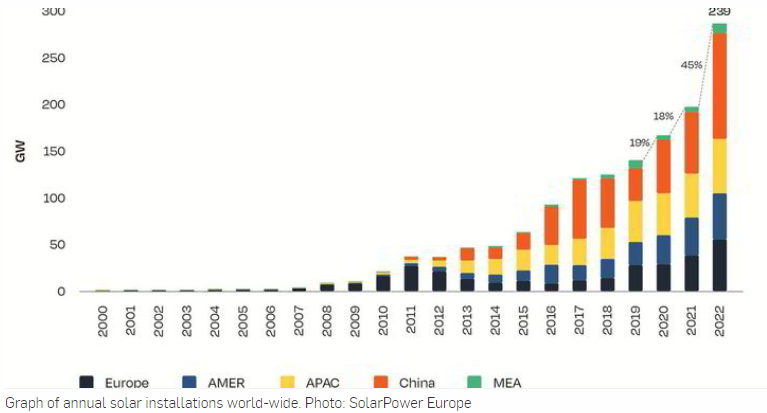 300
239
250
45%
200
18%
19%
GW
150
100
50
0
2000 2001 2002 2003 2004 2005 2006 2007 2008 2009 2010 2011 2012 2013 2014 2015 2016 2017 2018 2019 2020 2021 2022
Europe AMER APAC China MEA
Graph of annual solar installations world-wide. Photo: SolarPower Europe